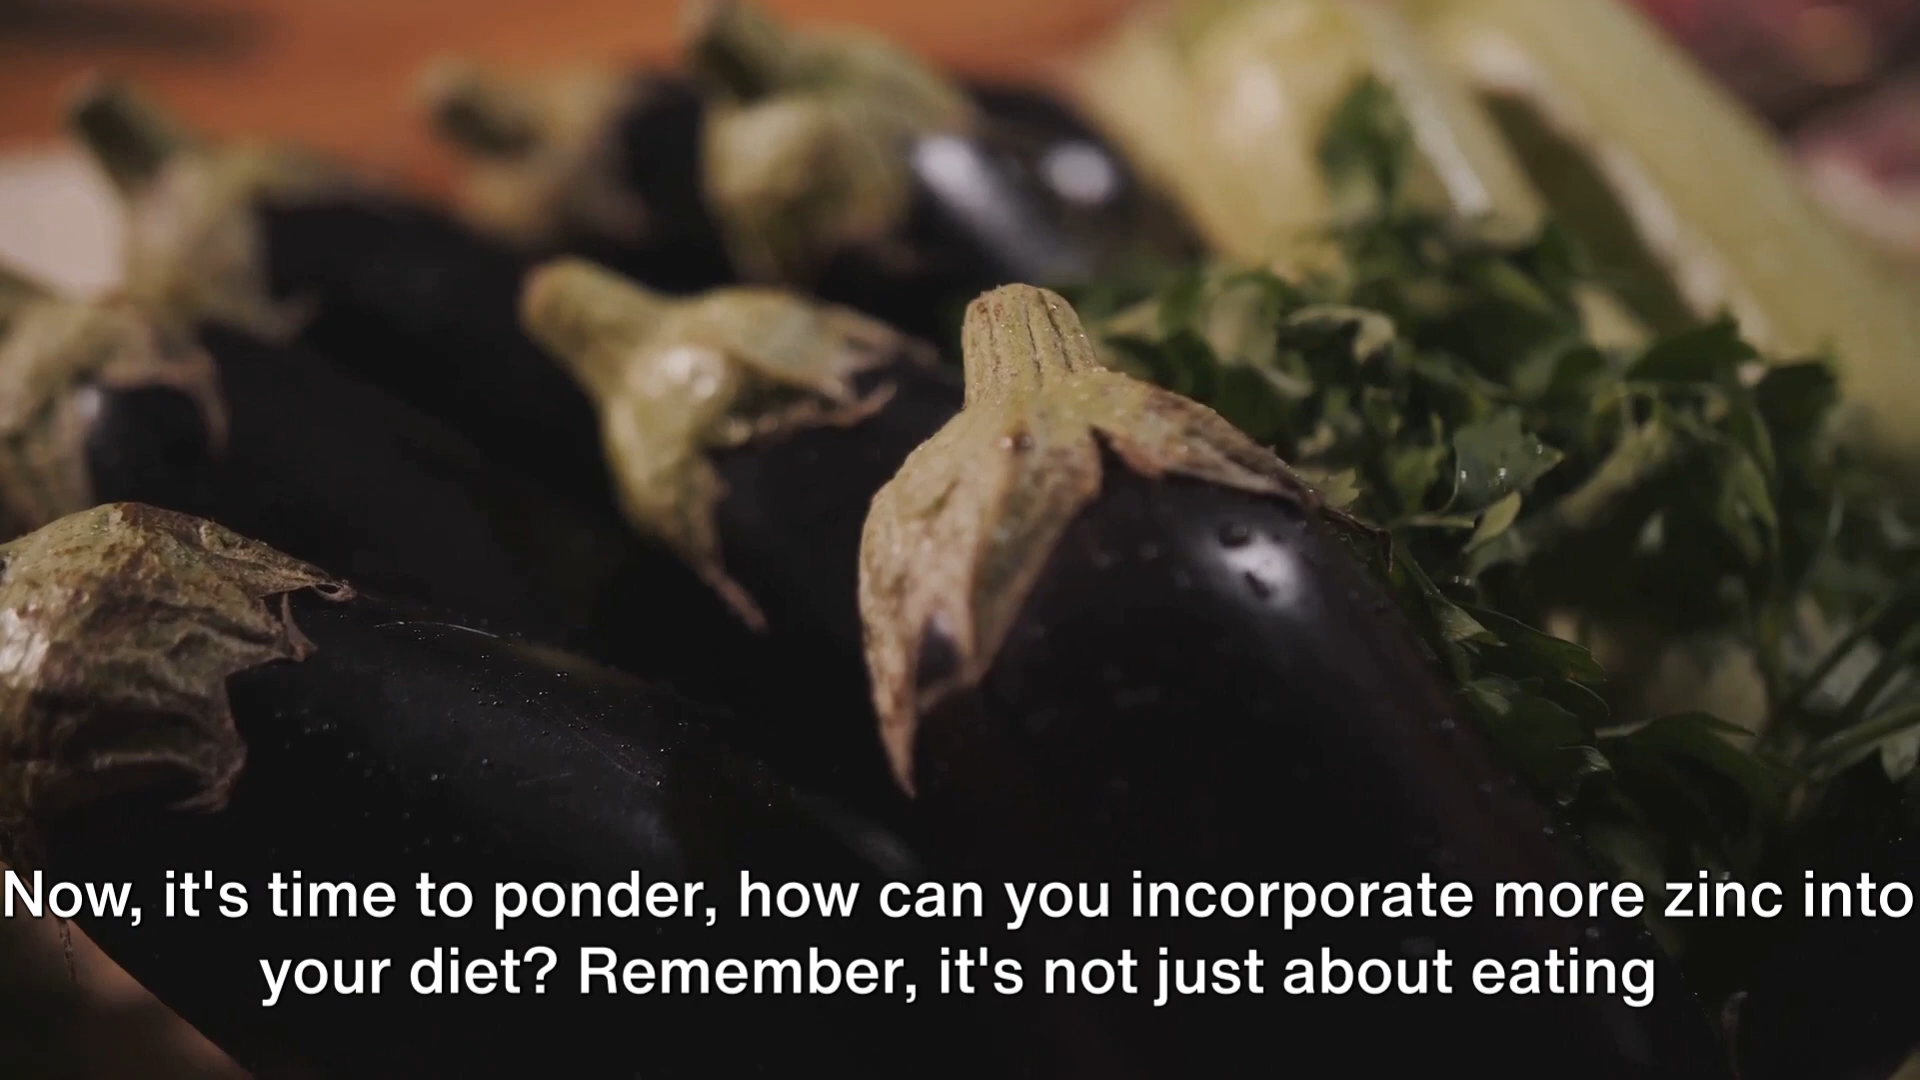 Now, it's time to ponder, how can you incorporate more zinc into
your diet? Remember, it's not just about eating